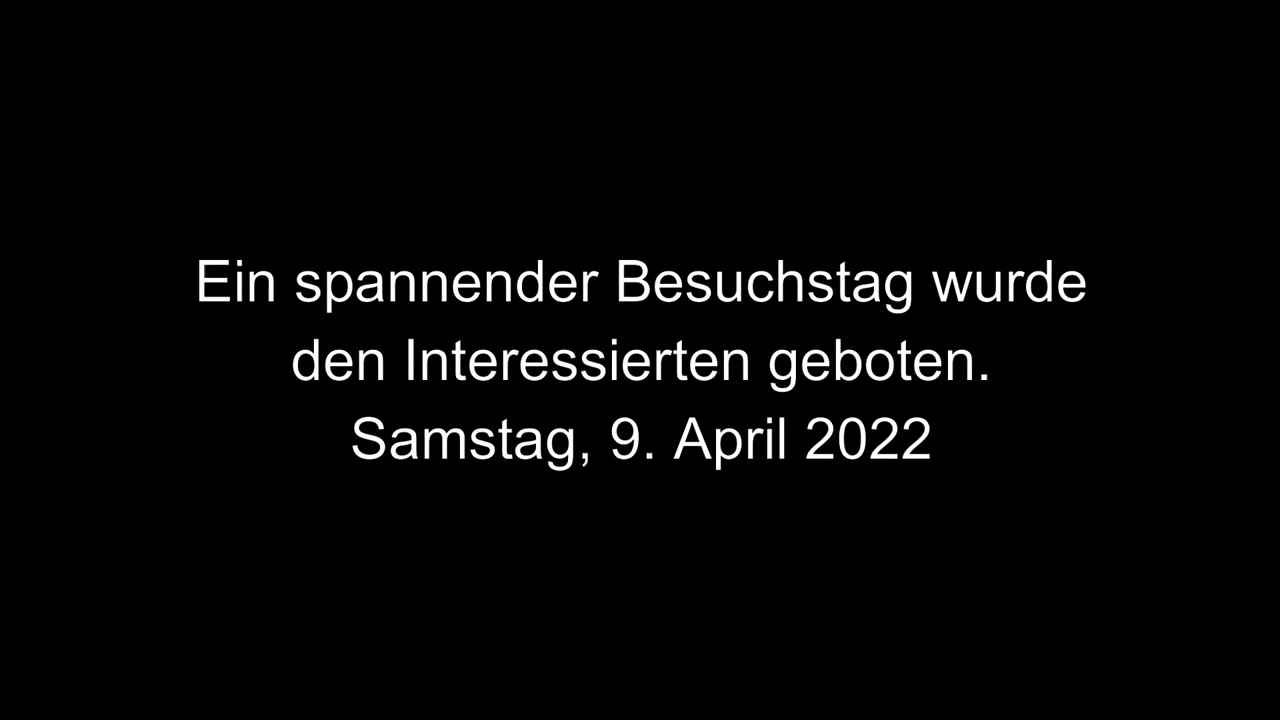 Ein spannender Besuchstag wurde
den Interessierten geboten.
Samstag, 9. April 2022